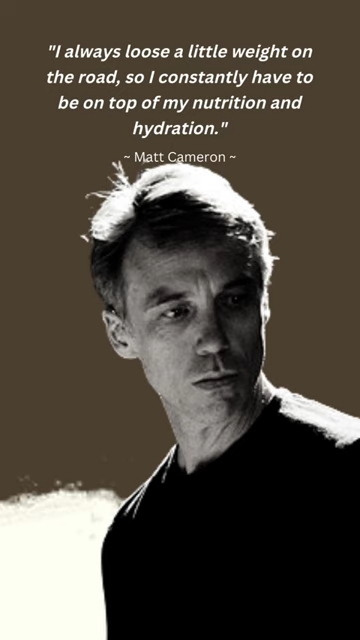 "I always loose a little weight on
the road, so I constantly have to
be on top of my nutrition and
hydration."
~ Matt Cameron ~